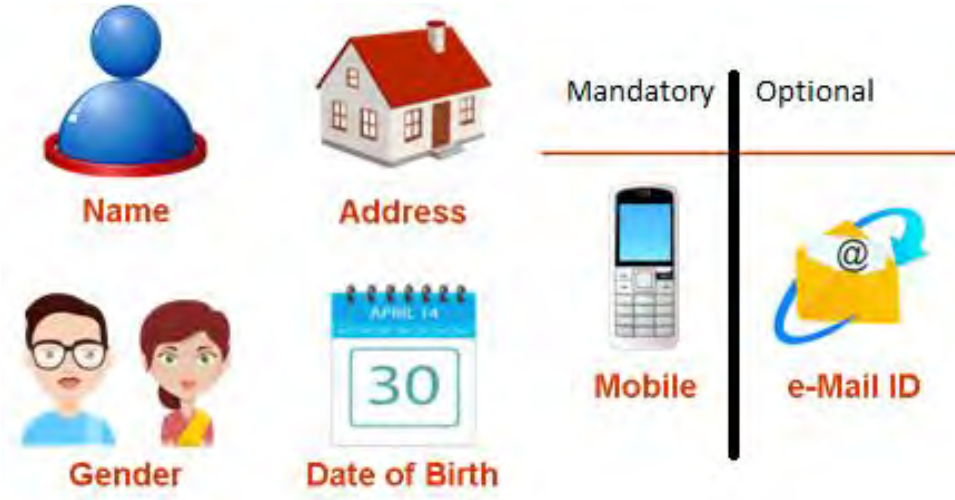 Name
Address
Mandatory
Optional
@
APRIL 14
30
Mobile
e-Mail ID
Gender
Date of Birth